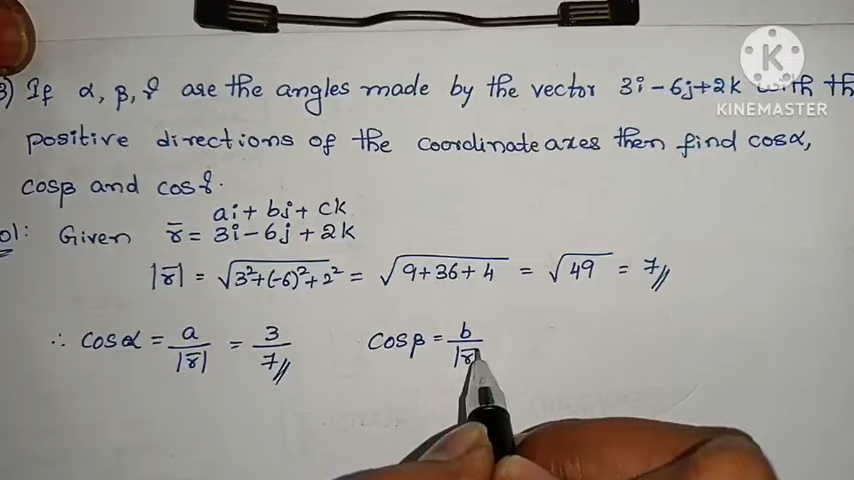 3) If α, β, γ are the angles made by the vector 3i - 6j + 2k with th
positive directions of the coordinate axes then find cosα,
cosβ and cosγ.
ai + bj + ck
ol: Given r̄ = 3i - 6j + 2k
|r̄| = √(3²+(-6)²+2²) = √(9+36+4) = √49 = 7//
∴ cosα = a/|r̄| = 3/7// cosβ = b/|r̄|
K
KINEMASTER